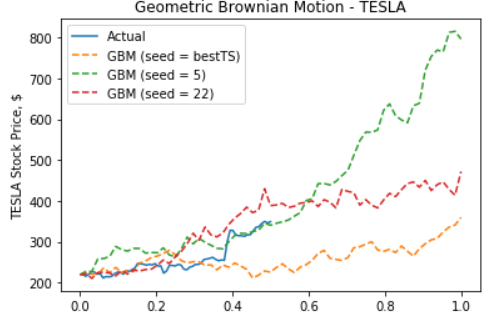 Geometric Brownian Motion - TESLA
Actual
GBM (seed = bestTS)
GBM (seed = 5)
GBM (seed = 22)
TESLA Stock Price, $
800
700
600
500
400
300
200
0.0 0.2 0.4 0.6 0.8 1.0